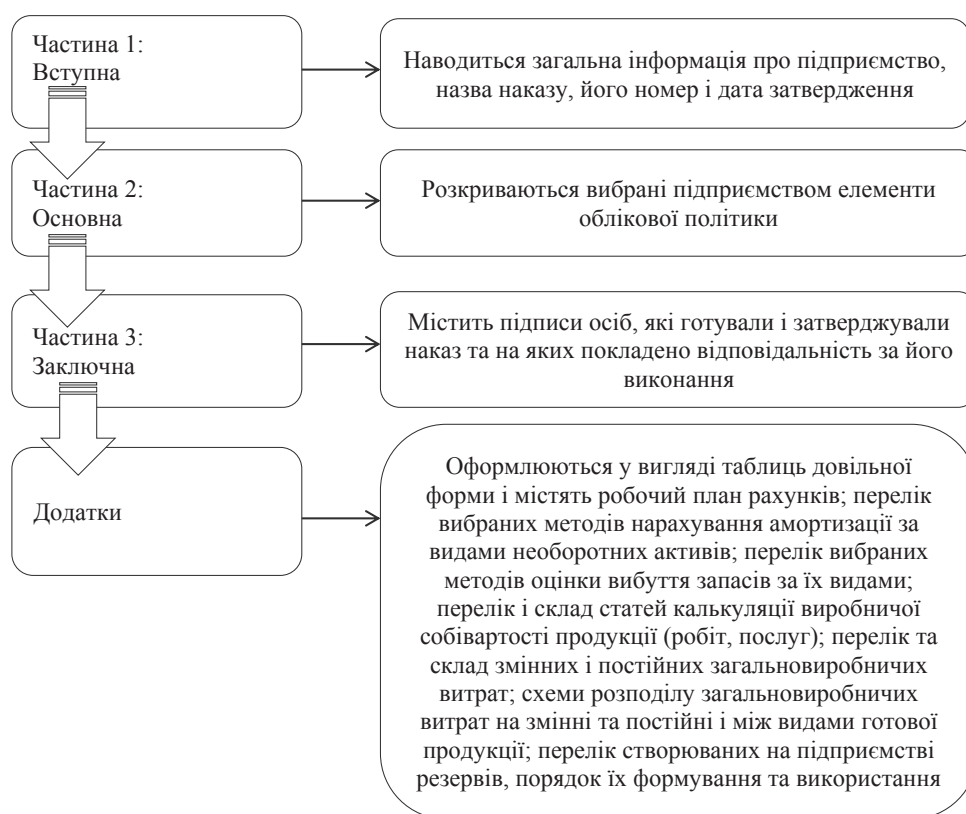 Частина 1:
Вступна
Наводиться загальна інформація про підприємство,
назва наказу, його номер і дата затвердження
Частина 2:
Основна
Розкриваються вибрані підприємством елементи
облікової політики
Частина 3:
Заключна
Містить підписи осіб, які готували і затверджували
наказ та на яких покладено відповідальність за його
виконання
Додатки
Оформлюються у вигляді таблиць довільної
форми і містять робочий план рахунків; перелік
вибраних методів нарахування амортизації за
видами необоротних активів; перелік вибраних
методів оцінки вибуття запасів за їх видами;
перелік і склад статей калькуляції виробничої
собівартості продукції (робіт, послуг); перелік та
склад змінних і постійних загальновиробничих
витрат; схеми розподілу загальновиробничих
витрат на змінні та постійні і між видами готової
продукції; перелік створюваних на підприємстві
резервів, порядок їх формування та використання